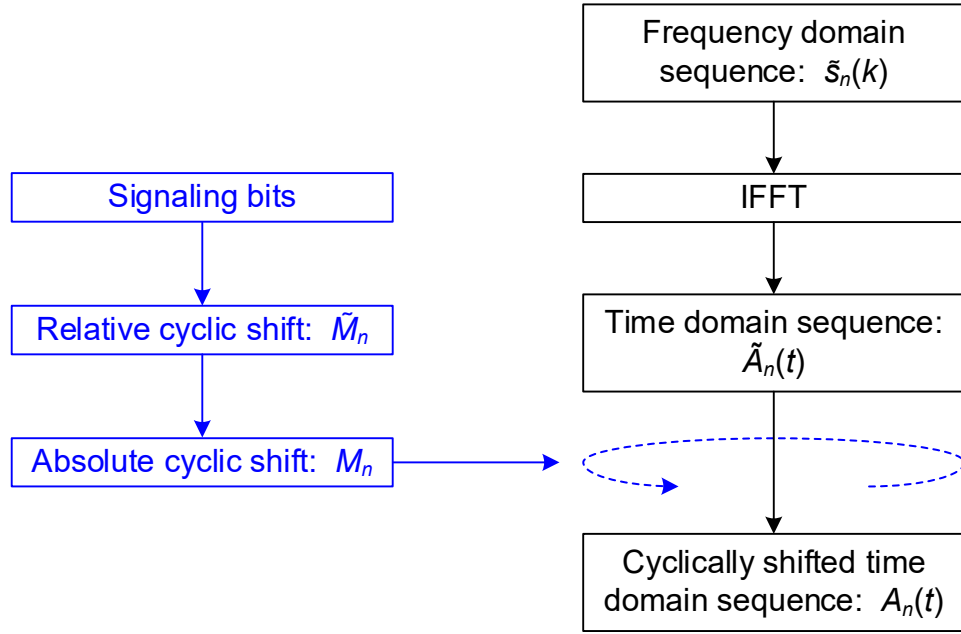 Frequency domain
sequence: s̃ₙ(k)
Signaling bits
IFFT
Relative cyclic shift: M̃ₙ
Time domain sequence:
Ãₙ(t)
Absolute cyclic shift: Mₙ
Cyclically shifted time
domain sequence: Aₙ(t)